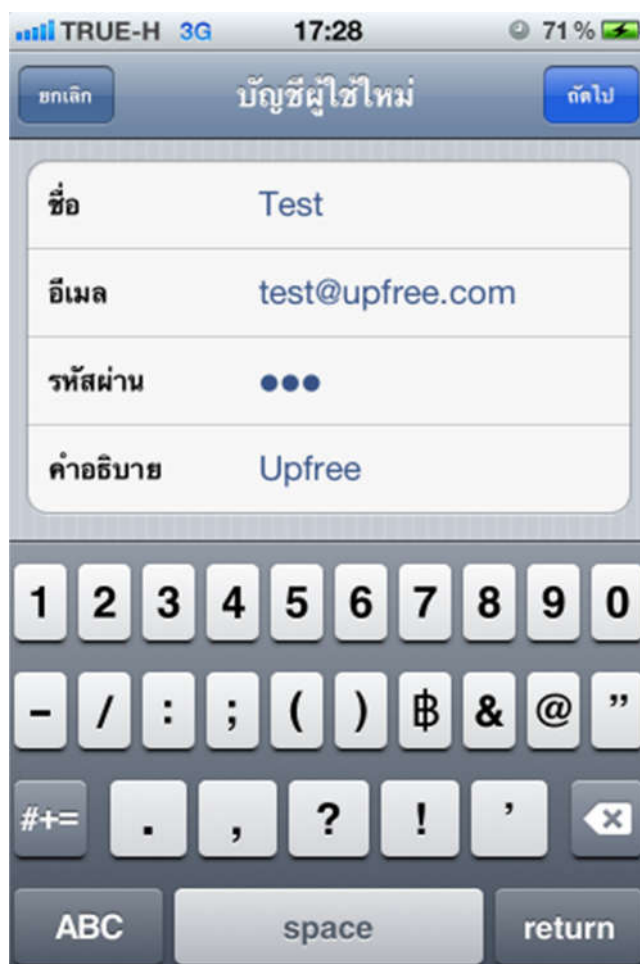 TRUE-H 3G 17:28 71%
ยกเลิก บัญชีผู้ใช้ใหม่ ถัดไป
ชื่อ Test
อีเมล test@upfree.com
รหัสผ่าน ●●●
คำอธิบาย Upfree
1 2 3 4 5 6 7 8 9 0
- / : ; ( ) ฿ & @ ”
#+= . , ? ! ’
ABC space return